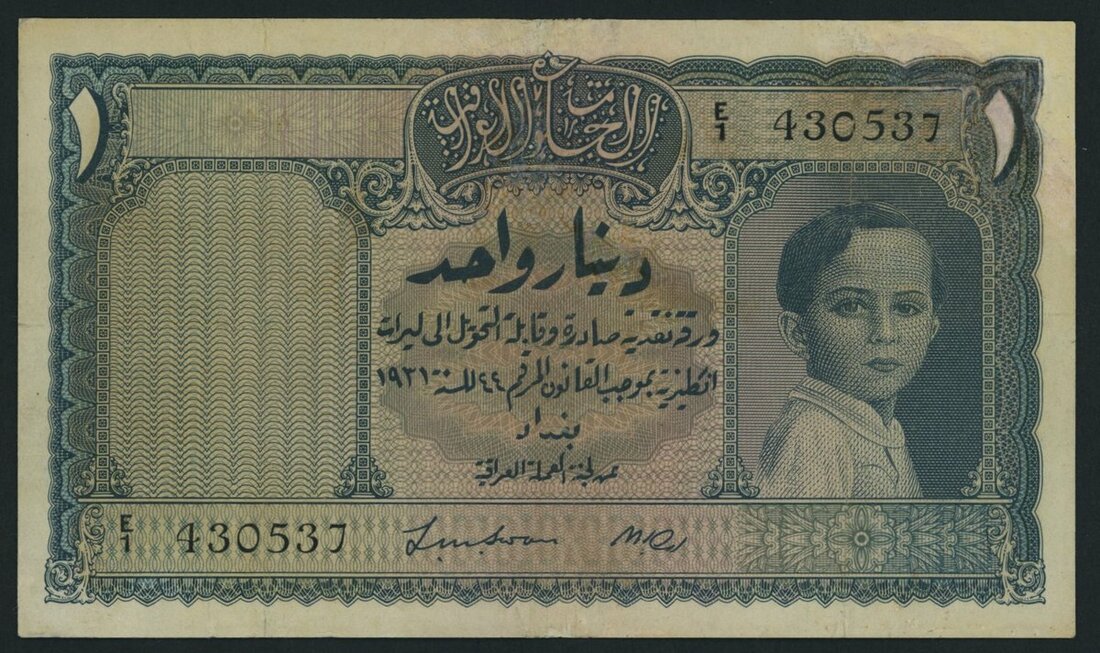 ١ الحكومة العراقية E/1 430537 ١
دينار واحد
ورقة نقدية صادرة وقابلة التحويل الى ليرات
انكليزية بموجب القانون المرقم ٤٤ للسنة ١٩٣١
بغداد
عن لجنة العملة العراقية
E/1 430537